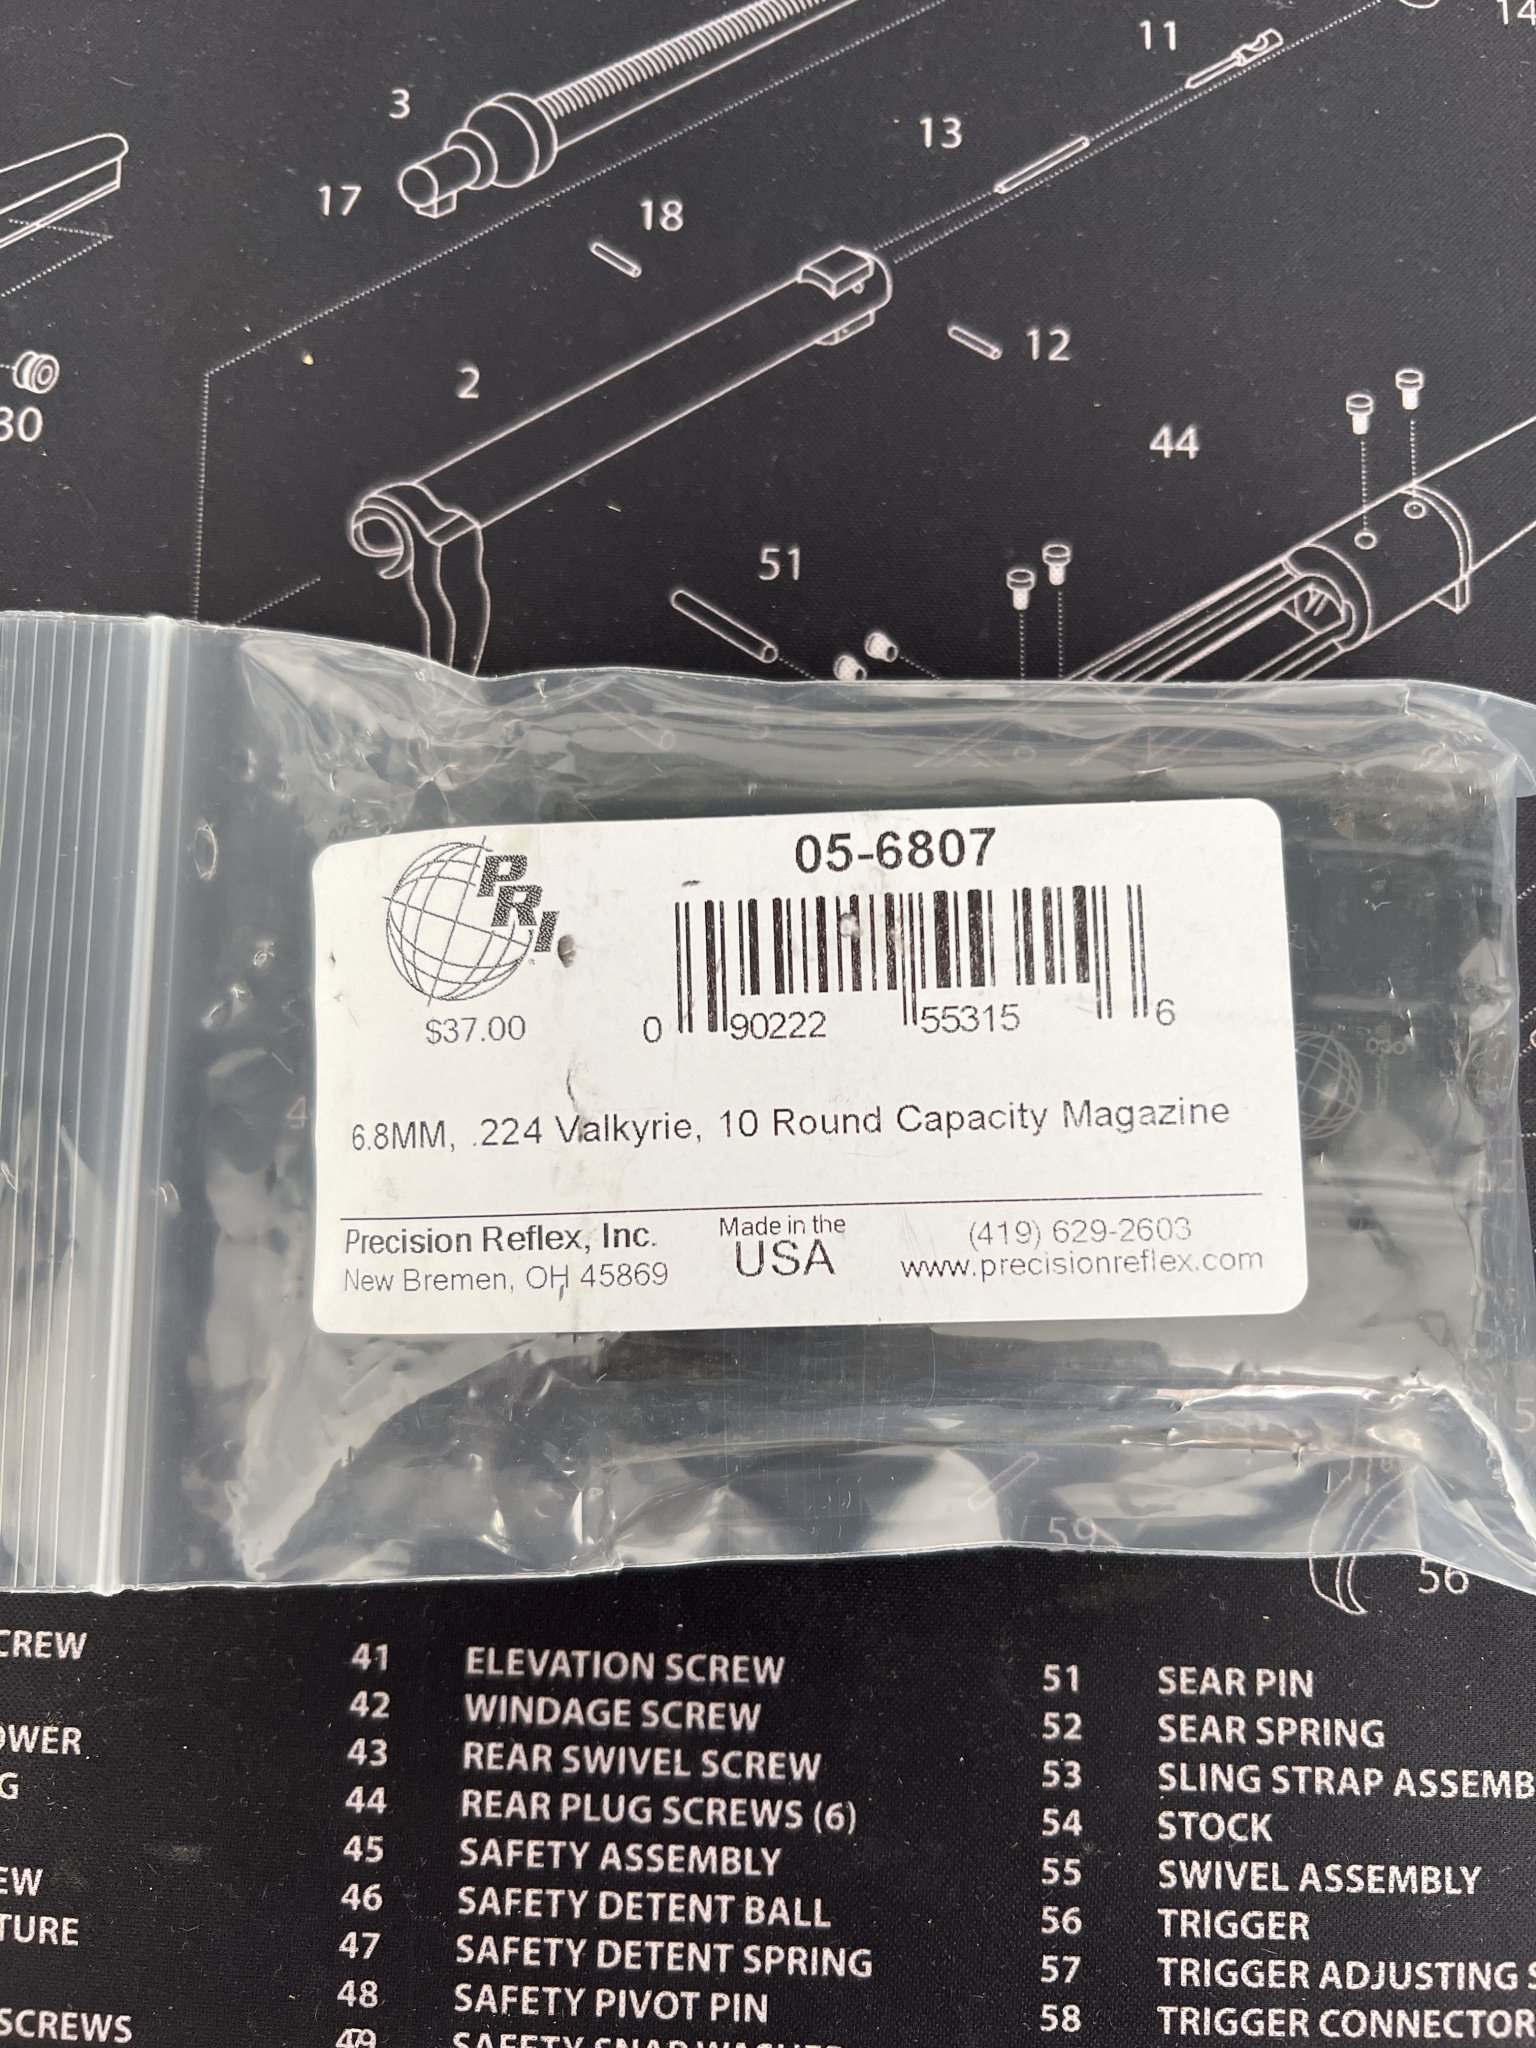 11
14
3
13
17
18
12
2
30
44
51
PRI
$37.00
05-6807
0 90222 55315 6
6.8MM, .224 Valkyrie, 10 Round Capacity Magazine
Precision Reflex, Inc.
New Bremen, OH 45869
Made in the
USA
(419) 629-2603
www.precisionreflex.com
59
56
CREW
OWER
G
EW
TURE
SCREWS
41 ELEVATION SCREW
42 WINDAGE SCREW
43 REAR SWIVEL SCREW
44 REAR PLUG SCREWS (6)
45 SAFETY ASSEMBLY
46 SAFETY DETENT BALL
47 SAFETY DETENT SPRING
48 SAFETY PIVOT PIN
49 SAFETY SNAP WASHER
51 SEAR PIN
52 SEAR SPRING
53 SLING STRAP ASSEMB
54 STOCK
55 SWIVEL ASSEMBLY
56 TRIGGER
57 TRIGGER ADJUSTING S
58 TRIGGER CONNECTOR